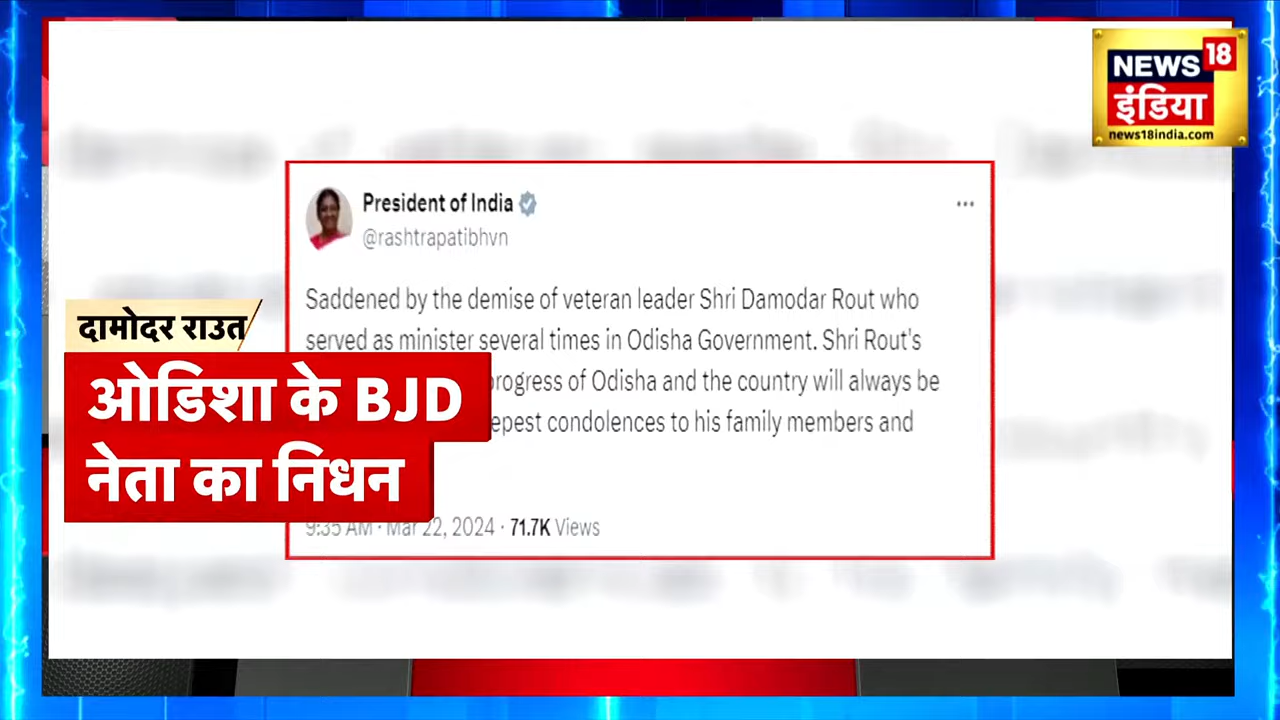 NEWS 18
इंडिया
news18india.com
President of India
@rashtrapatibhvn
Saddened by the demise of veteran leader Shri Damodar Rout who
served as minister several times in Odisha Government. Shri Rout's
progress of Odisha and the country will always be
condolences to his family members and
9:35 AM · Mar 22, 2024 · 71.7K Views
दामोदर राउत
ओडिशा के BJD
नेता का निधन